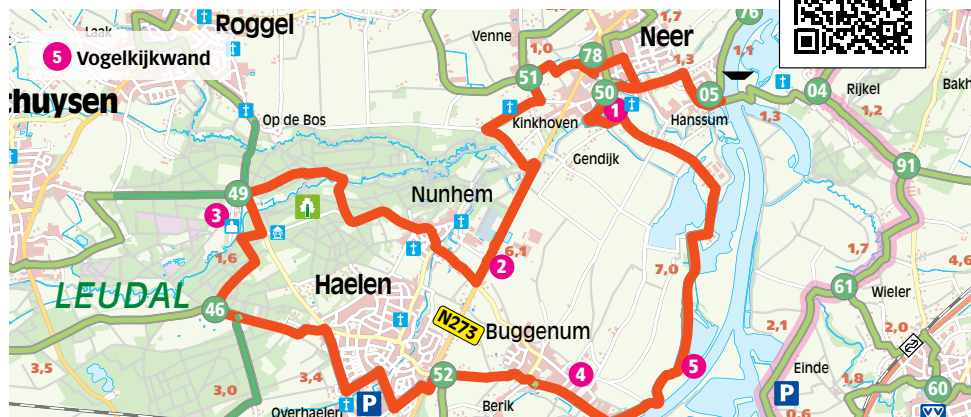 Laak
Roggel
5 Vogelkijkwand
chuysen
Op de Bos
Venne
1,0
78
1,7
76
Neer
51
50
1
1,3
1,1
05
04
Rijkel
Bakh
1,2
Kinkhoven
Hanssum
1,3
Gendijk
91
49
Nunhem
3
6,1
2
1,6
7,0
1,7
4,6
LEUDAL
Haelen
61
Wieler
46
N273
Buggenum
2,1
2,0
3,5
3,0
3,4
52
4
5
Einde
1,8
60
P
P
Overhaelen
Berik
0,6